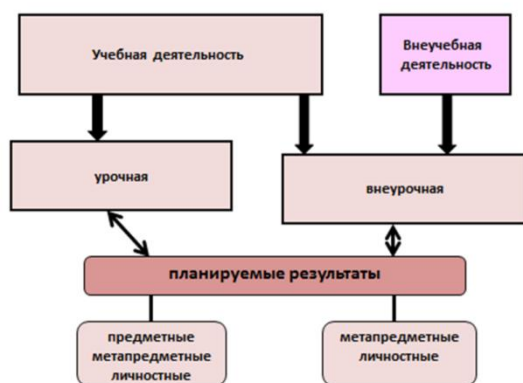 Учебная деятельность
Внеучебная
деятельность
урочная
внеурочная
планируемые результаты
предметные
метапредметные
личностные
метапредметные
личностные